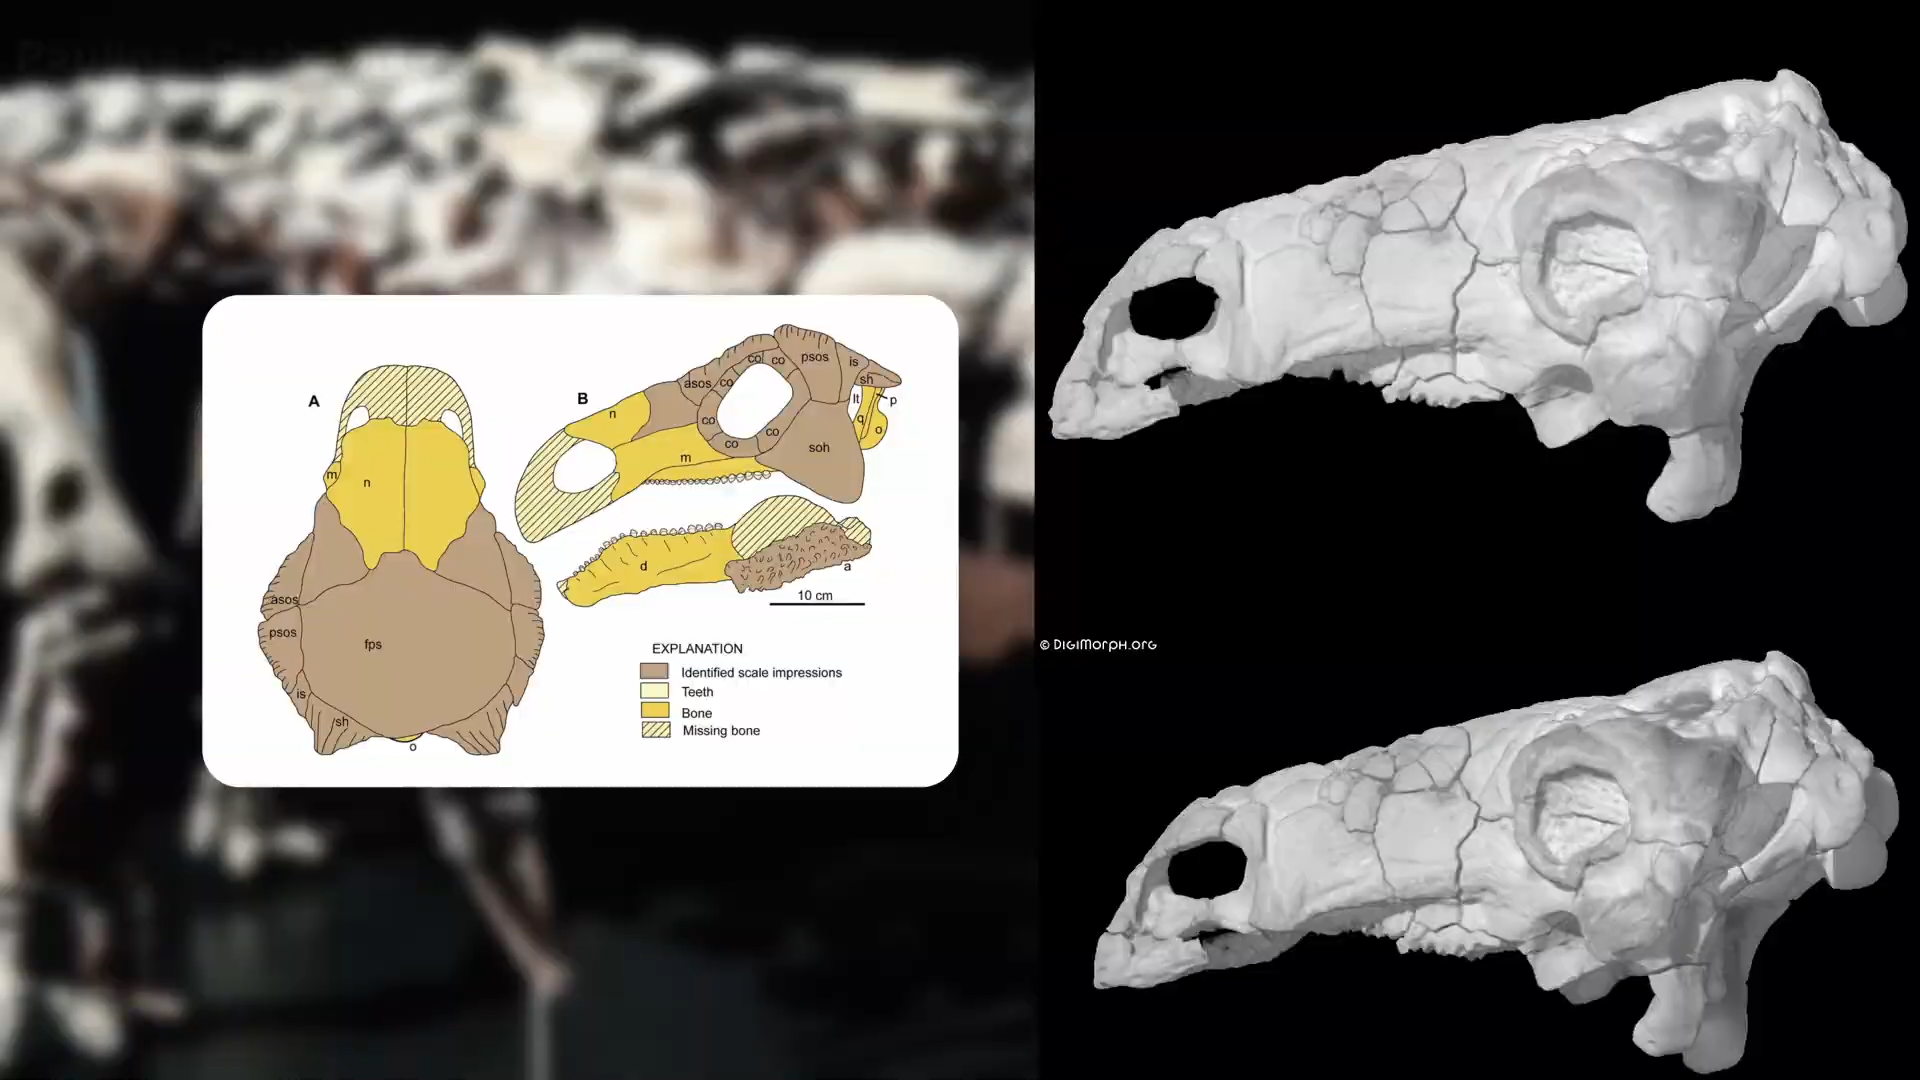 A
m
n
asos
psos
fps
is
sh
o
B
n
asos
co
co
co
psos
is
sh
lt
p
q
o
co
co
co
soh
m
d
a
10 cm
EXPLANATION
Identified scale impressions
Teeth
Bone
Missing bone
© DIGIMORPH.ORG